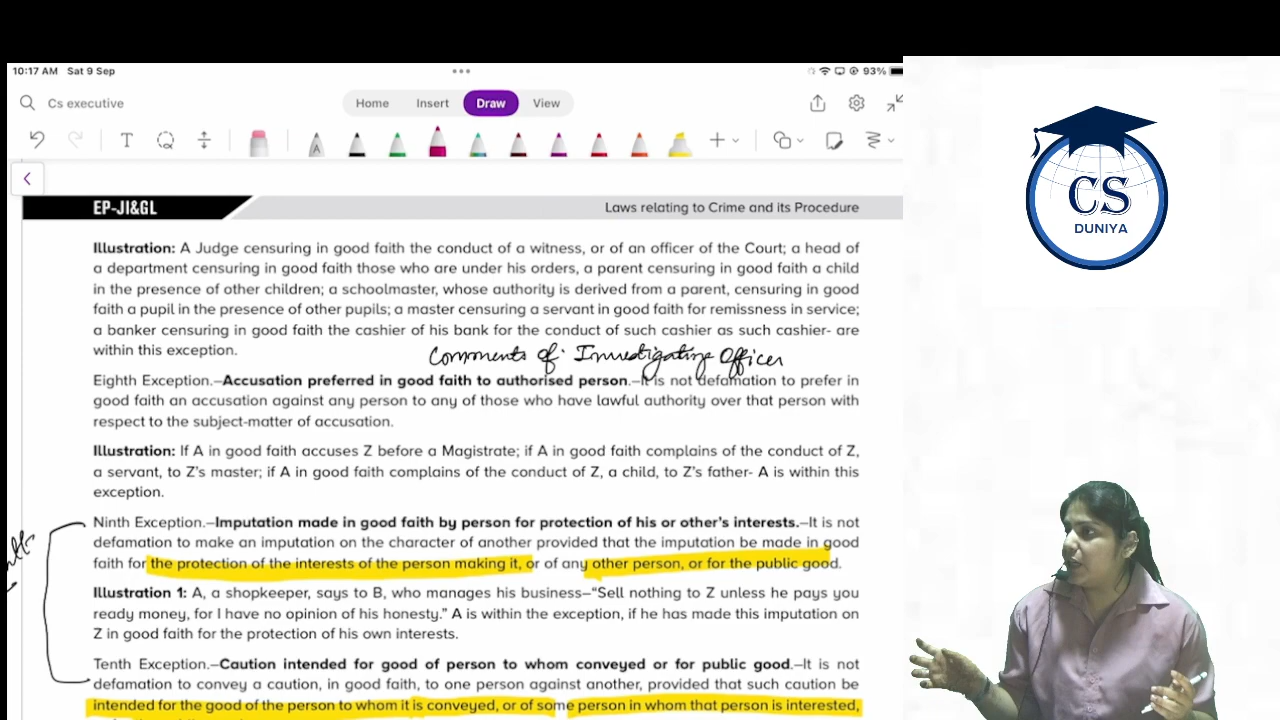 10:17 AM Sat 9 Sep
93%
Cs executive
Home Insert Draw View
EP-JI&GL
Laws relating to Crime and its Procedure
Illustration: A Judge censuring in good faith the conduct of a witness, or of an officer of the Court; a head of
a department censuring in good faith those who are under his orders, a parent censuring in good faith a child
in the presence of other children; a schoolmaster, whose authority is derived from a parent, censuring in good
faith a pupil in the presence of other pupils; a master censuring a servant in good faith for remissness in service;
a banker censuring in good faith the cashier of his bank for the conduct of such cashier as such cashier- are
within this exception.
Comments of Investigating Officer
Eighth Exception.–Accusation preferred in good faith to authorised person.–It is not defamation to prefer in
good faith an accusation against any person to any of those who have lawful authority over that person with
respect to the subject-matter of accusation.
Illustration: If A in good faith accuses Z before a Magistrate; if A in good faith complains of the conduct of Z,
a servant, to Z's master; if A in good faith complains of the conduct of Z, a child, to Z's father- A is within this
exception.
Ninth Exception.–Imputation made in good faith by person for protection of his or other's interests.–It is not
defamation to make an imputation on the character of another provided that the imputation be made in good
faith for the protection of the interests of the person making it, or of any other person, or for the public good.
Illustration 1: A, a shopkeeper, says to B, who manages his business–"Sell nothing to Z unless he pays you
ready money, for I have no opinion of his honesty." A is within the exception, if he has made this imputation on
Z in good faith for the protection of his own interests.
Tenth Exception.–Caution intended for good of person to whom conveyed or for public good.–It is not
defamation to convey a caution, in good faith, to one person against another, provided that such caution be
intended for the good of the person to whom it is conveyed, or of some person in whom that person is interested,
CS
DUNIYA